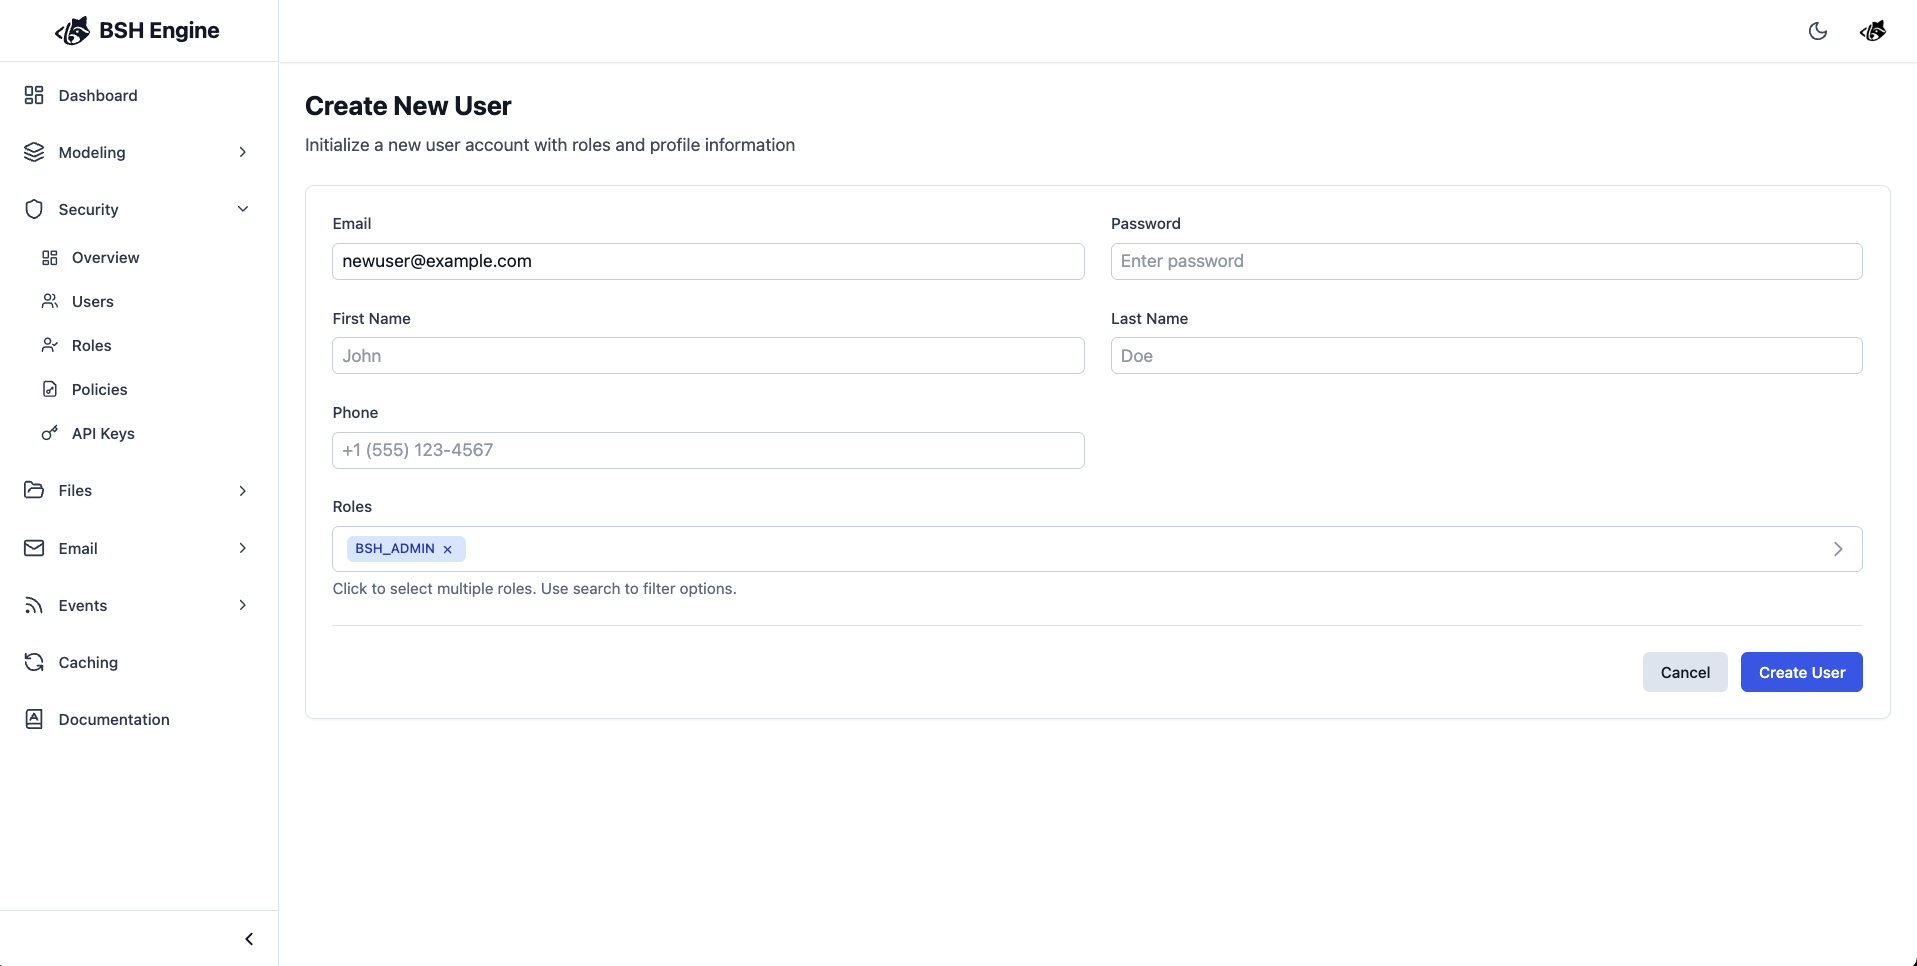 BSH Engine
Dashboard
Modeling
Security
Overview
Users
Roles
Policies
API Keys
Files
Email
Events
Caching
Documentation
Create New User
Initialize a new user account with roles and profile information
Email
Password
newuser@example.com
Enter password
First Name
Last Name
John
Doe
Phone
+1 (555) 123-4567
Roles
BSH_ADMIN ×
Click to select multiple roles. Use search to filter options.
Cancel
Create User